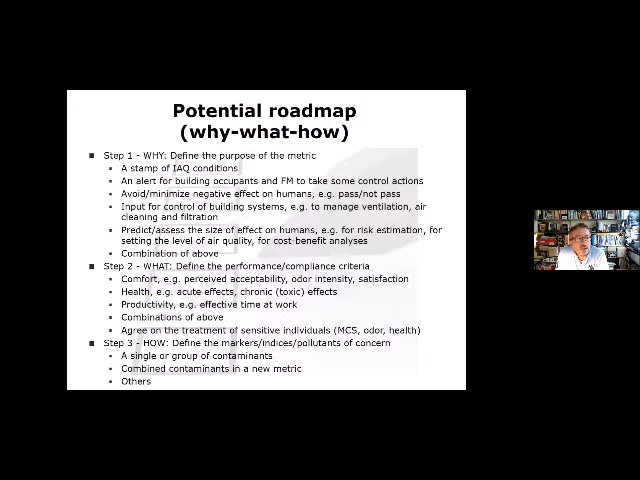 Potential roadmap
(why-what-how)
Step 1 - WHY: Define the purpose of the metric
A stamp of IAQ conditions
An alert for building occupants and FM to take some control actions
Avoid/minimize negative effect on humans, e.g. pass/not pass
Input for control of building systems, e.g. to manage ventilation, air
cleaning and filtration
Predict/assess the size of effect on humans, e.g. for risk estimation, for
setting the level of air quality, for cost-benefit analyses
Combination of above
Step 2 - WHAT: Define the performance/compliance criteria
Comfort, e.g. perceived acceptability, odor intensity, satisfaction
Health, e.g. acute effects, chronic (toxic) effects
Productivity, e.g. effective time at work
Combinations of above
Agree on the treatment of sensitive individuals (MCS, odor, health)
Step 3 - HOW: Define the markers/indices/pollutants of concern
A single or group of contaminants
Combined contaminants in a new metric
Others